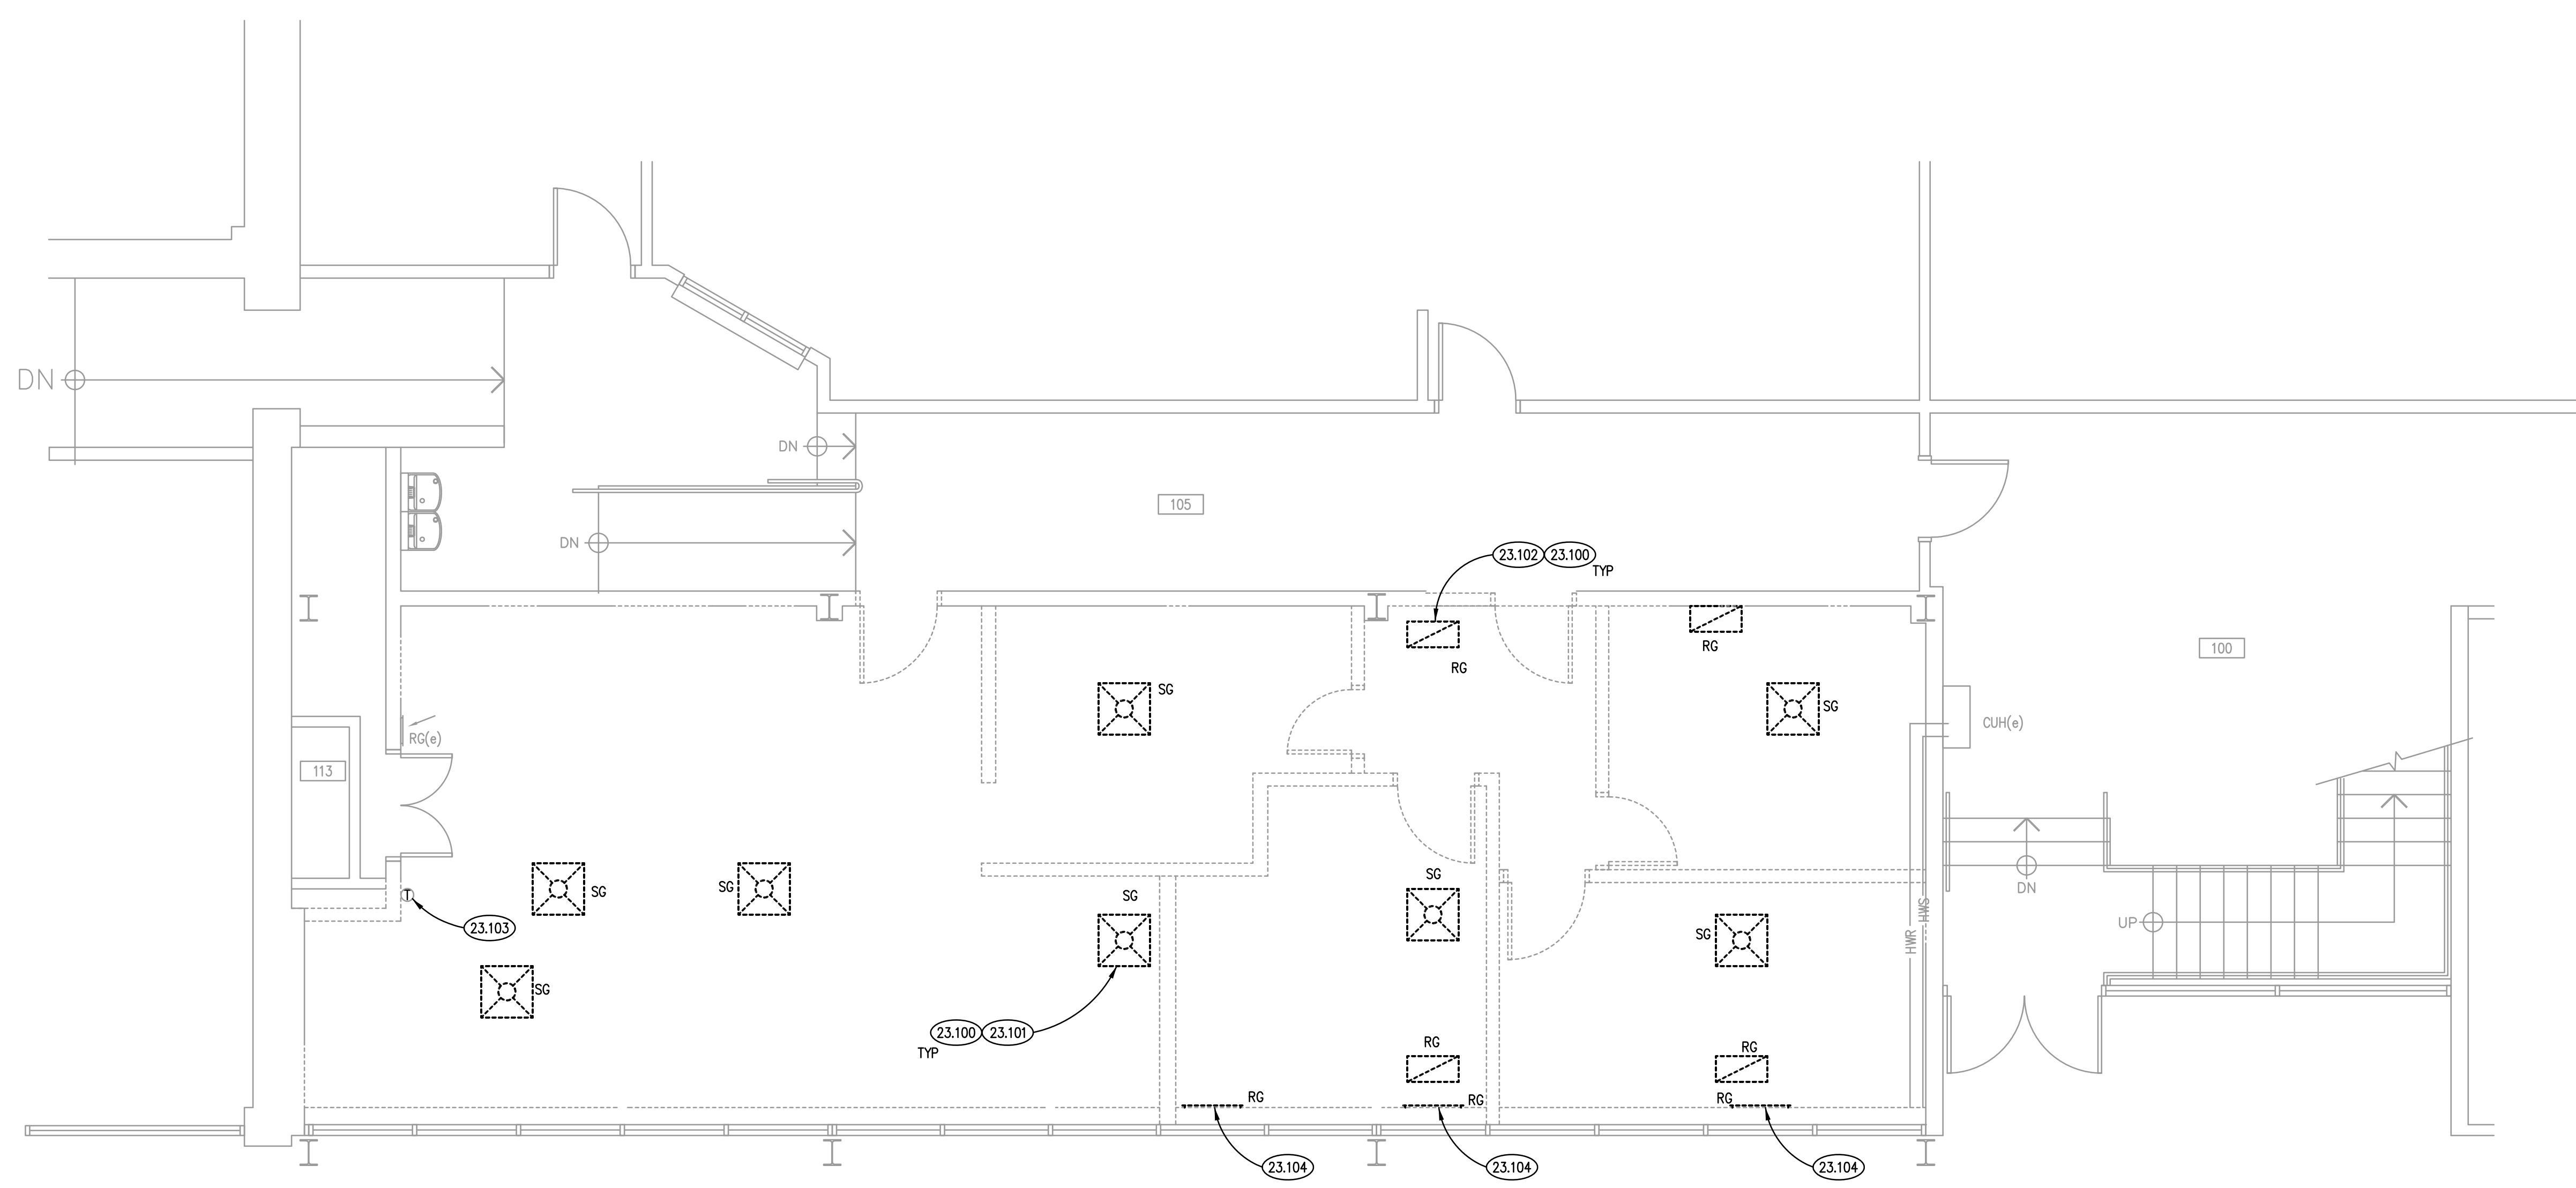 DN
DN
105
DN
23.102 23.100
TYP
RG
RG
100
SG
SG
CUH(e)
RG(e)
113
SG
SG
SG
SG
DN
T
23.103
HWS
UP
SG
HWR
SG
23.100 23.101
TYP
RG
RG
RG
RG
RG
23.104
23.104
23.104